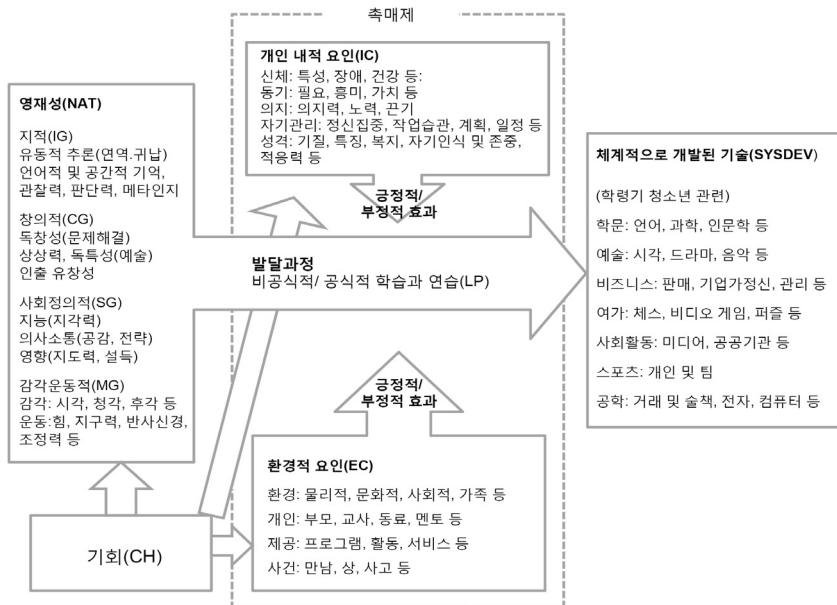 촉매제
개인 내적 요인(IC)
신체: 특성, 장애, 건강 등:
동기: 필요, 흥미, 가치 등
의지: 의지력, 노력, 끈기
자기관리: 정신집중, 작업습관, 계획, 일정 등
성격: 기질, 특징, 복지, 자기인식 및 존중,
적응력 등
긍정적/
부정적 효과
영재성(NAT)
지적(IG)
유동적 추론(연역.귀납)
언어적 및 공간적 기억,
관찰력, 판단력, 메타인지
창의적(CG)
독창성(문제해결)
상상력, 독특성(예술)
인출 유창성
사회정의적(SG)
지능(지각력)
의사소통(공감, 전략)
영향(지도력, 설득)
감각운동적(MG)
감각: 시각, 청각, 후각 등
운동:힘, 지구력, 반사신경,
조정력 등
발달과정
비공식적/ 공식적 학습과 연습(LP)
체계적으로 개발된 기술(SYSDEV)
(학령기 청소년 관련)
학문: 언어, 과학, 인문학 등
예술: 시각, 드라마, 음악 등
비즈니스: 판매, 기업가정신, 관리 등
여가: 체스, 비디오 게임, 퍼즐 등
사회활동: 미디어, 공공기관 등
스포츠: 개인 및 팀
공학: 거래 및 술책, 전자, 컴퓨터 등
긍정적/
부정적 효과
환경적 요인(EC)
환경: 물리적, 문화적, 사회적, 가족 등
개인: 부모, 교사, 동료, 멘토 등
제공: 프로그램, 활동, 서비스 등
사건: 만남, 상, 사고 등
기회(CH)